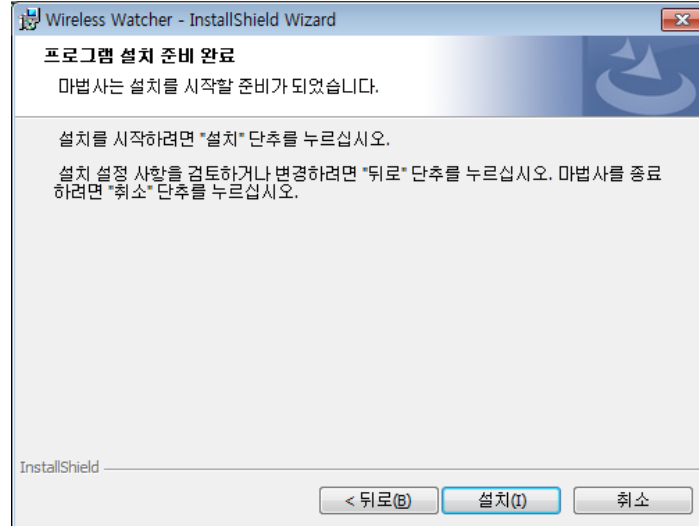 Wireless Watcher - InstallShield Wizard
프로그램 설치 준비 완료
마법사는 설치를 시작할 준비가 되었습니다.
설치를 시작하려면 "설치" 단추를 누르십시오.
설치 설정 사항을 검토하거나 변경하려면 "뒤로" 단추를 누르십시오. 마법사를 종료
하려면 "취소" 단추를 누르십시오.
InstallShield
< 뒤로(B) 설치(I) 취소